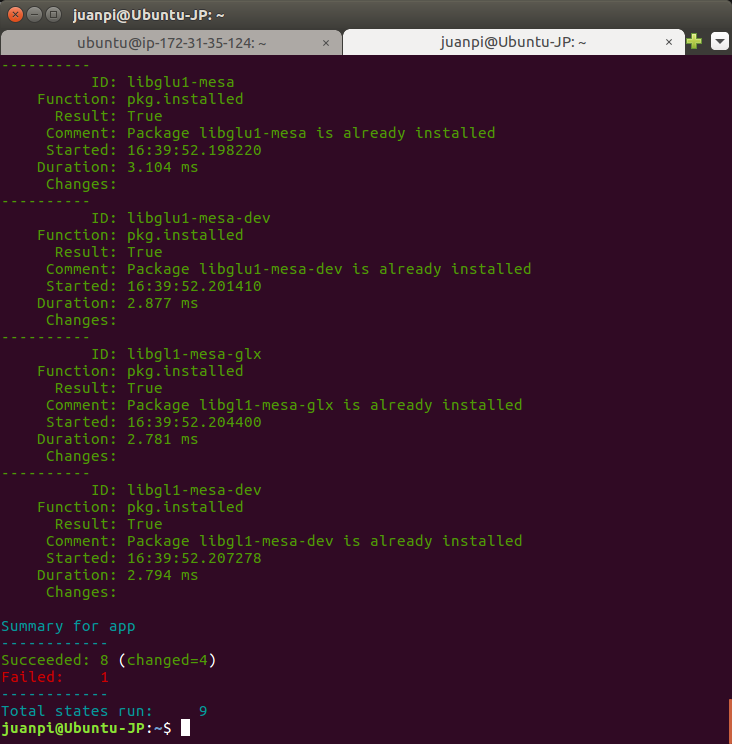 juanpi@Ubuntu-JP: ~
ubuntu@ip-172-31-35-124: ~ × juanpi@Ubuntu-JP: ~ ×
----------
          ID: libglu1-mesa
    Function: pkg.installed
      Result: True
     Comment: Package libglu1-mesa is already installed
     Started: 16:39:52.198220
    Duration: 3.104 ms
     Changes:
----------
          ID: libglu1-mesa-dev
    Function: pkg.installed
      Result: True
     Comment: Package libglu1-mesa-dev is already installed
     Started: 16:39:52.201410
    Duration: 2.877 ms
     Changes:
----------
          ID: libgl1-mesa-glx
    Function: pkg.installed
      Result: True
     Comment: Package libgl1-mesa-glx is already installed
     Started: 16:39:52.204400
    Duration: 2.781 ms
     Changes:
----------
          ID: libgl1-mesa-dev
    Function: pkg.installed
      Result: True
     Comment: Package libgl1-mesa-dev is already installed
     Started: 16:39:52.207278
    Duration: 2.794 ms
     Changes:
Summary for app
------------
Succeeded: 8 (changed=4)
Failed:    1
------------
Total states run:     9
juanpi@Ubuntu-JP:~$